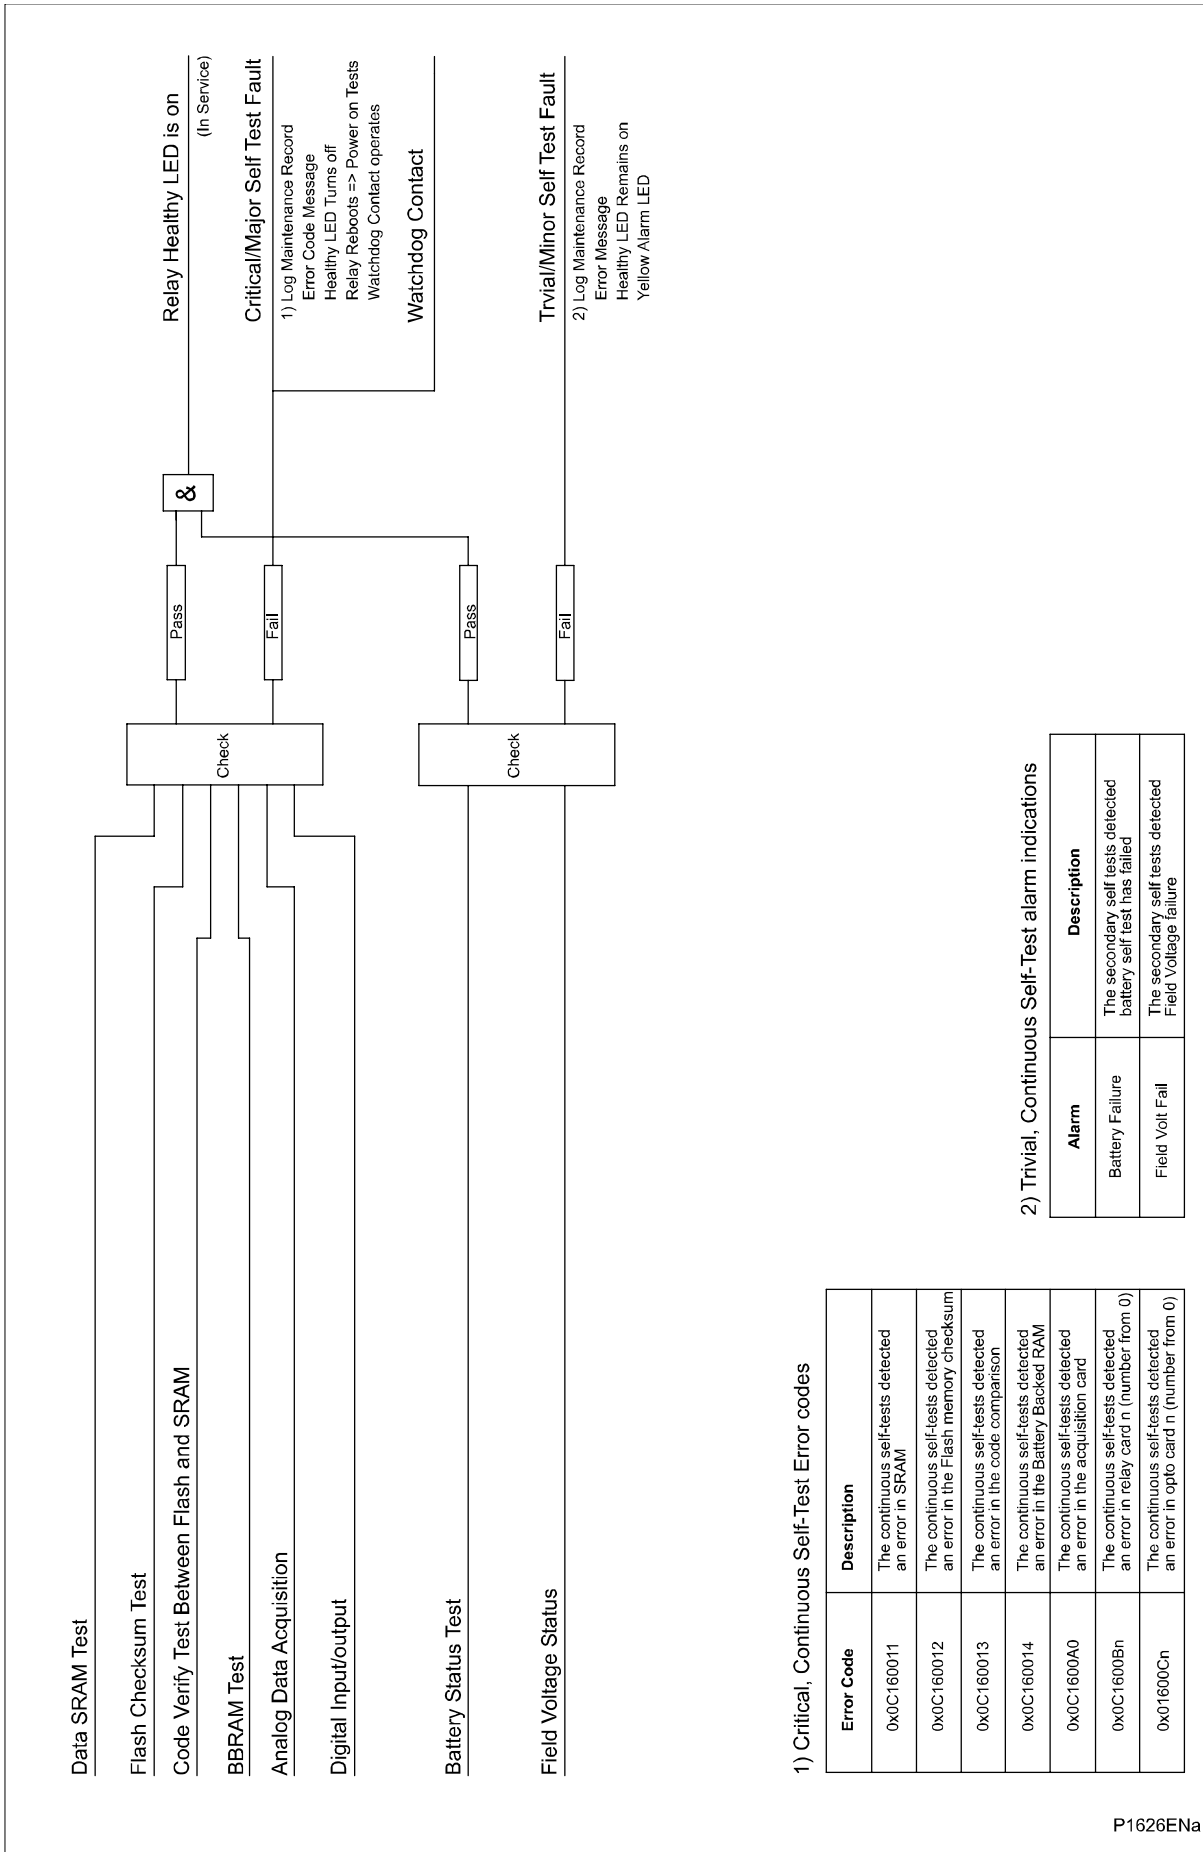 Data SRAM Test
Flash Checksum Test
Code Verify Test Between Flash and SRAM
BBRAM Test
Analog Data Acquisition
Digital Input/output
Battery Status Test
Field Voltage Status
Check
Check
Pass
Fail
Pass
Fail
&
Relay Healthy LED is on
(In Service)
Critical/Major Self Test Fault
1) Log Maintenance Record
Error Code Message
Healthy LED Turns off
Relay Reboots => Power on Tests
Watchdog Contact operates
Watchdog Contact
Trvial/Minor Self Test Fault
2) Log Maintenance Record
Error Message
Healthy LED Remains on
Yellow Alarm LED
1) Critical, Continuous Self-Test Error codes
Error Code Description
0x0C160011 The continuous self-tests detected
an error in SRAM
0x0C160012 The continuous self-tests detected
an error in the Flash memory checksum
0x0C160013 The continuous self-tests detected
an error in the code comparison
0x0C160014 The continuous self-tests detected
an error in the Battery Backed RAM
0x0C1600A0 The continuous self-tests detected
an error in the acquisition card
0x0C1600Bn The continuous self-tests detected
an error in relay card n (number from 0)
0x01600Cn The continuous self-tests detected
an error in opto card n (number from 0)
2) Trivial, Continuous Self-Test alarm indications
Alarm Description
Battery Failure The secondary self tests detected
battery self test has failed
Field Volt Fail The secondary self tests detected
Field Voltage failure
P1626ENa